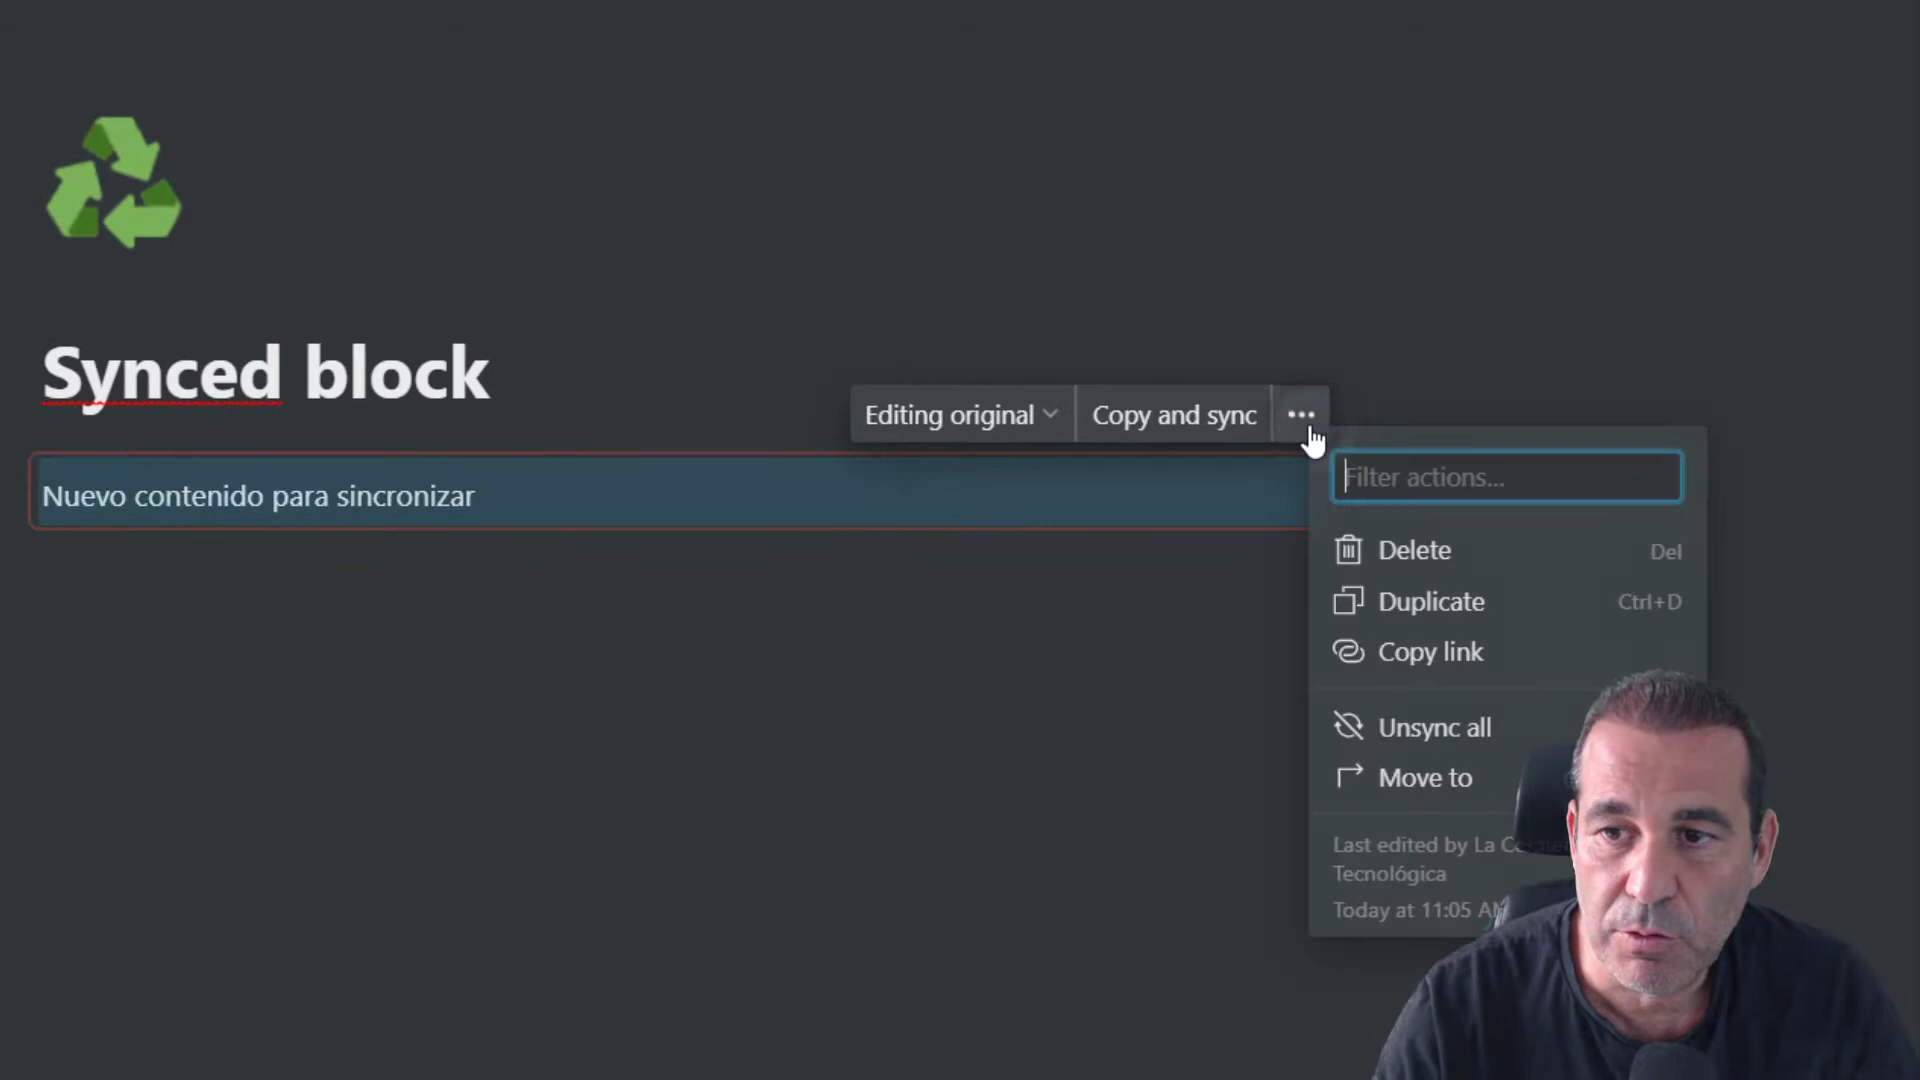 Synced block
Editing original
Copy and sync
Nuevo contenido para sincronizar
Filter actions...
Delete Del
Duplicate Ctrl+D
Copy link
Unsync all
Move to
Last edited by La
Tecnológica
Today at 11:05 AM